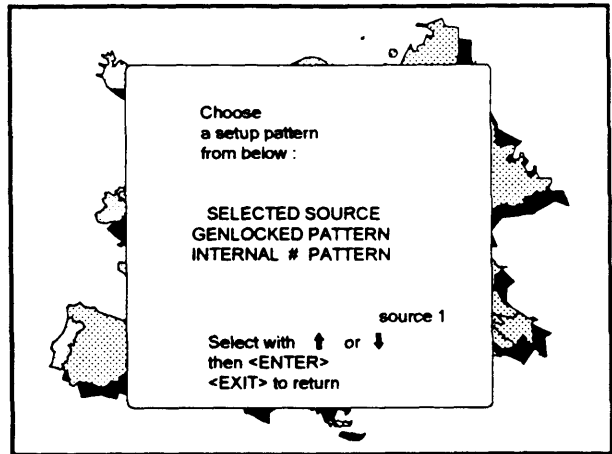 Choose
a setup pattern
from below :
SELECTED SOURCE
GENLOCKED PATTERN
INTERNAL # PATTERN
source 1
Select with ⬆ or ⬇
then <ENTER>
<EXIT> to return